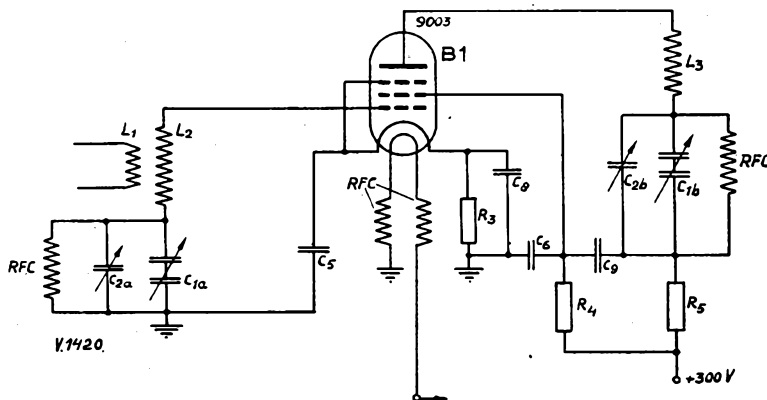 9003
B1
L3
L1
L2
RFC
C2b
C1b
RFC
C8
R3
C6
C9
C5
RFC
C2a
C1a
R4
R5
V.1420.
+300 V